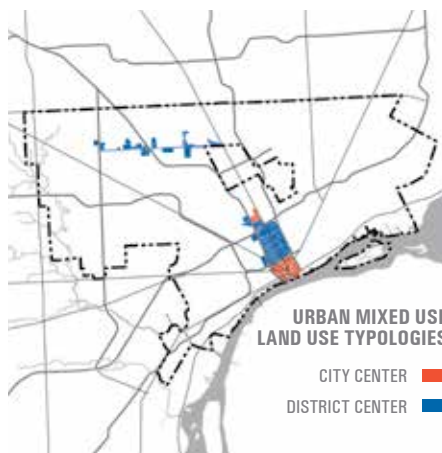 URBAN MIXED USE
LAND USE TYPOLOGIES
CITY CENTER
DISTRICT CENTER